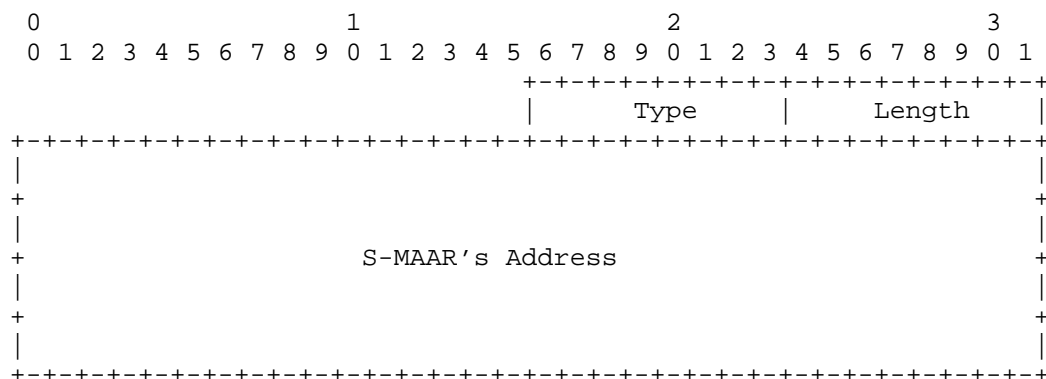 0                   1                   2                   3
 0 1 2 3 4 5 6 7 8 9 0 1 2 3 4 5 6 7 8 9 0 1 2 3 4 5 6 7 8 9 0 1
                                +-+-+-+-+-+-+-+-+-+-+-+-+-+-+-+-+
                                |      Type     |     Length    |
+-+-+-+-+-+-+-+-+-+-+-+-+-+-+-+-+-+-+-+-+-+-+-+-+-+-+-+-+-+-+-+-+
|                                                               |
+                                                               +
|                                                               |
+                     S-MAAR's Address                          +
|                                                               |
+                                                               +
|                                                               |
+-+-+-+-+-+-+-+-+-+-+-+-+-+-+-+-+-+-+-+-+-+-+-+-+-+-+-+-+-+-+-+-+